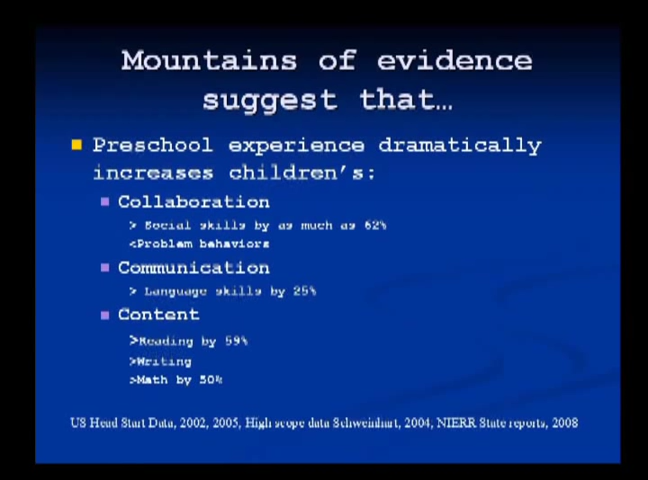 Mountains of evidence
suggest that…
Preschool experience dramatically
increases children's:
Collaboration
> Social skills by as much as 62%
<Problem behaviors
Communication
> Language skills by 25%
Content
>Reading by 59%
>Writing
>Math by 50%
US Head Start Data, 2002, 2005, High scope data Schweinhart, 2004; NIERR State reports, 2008